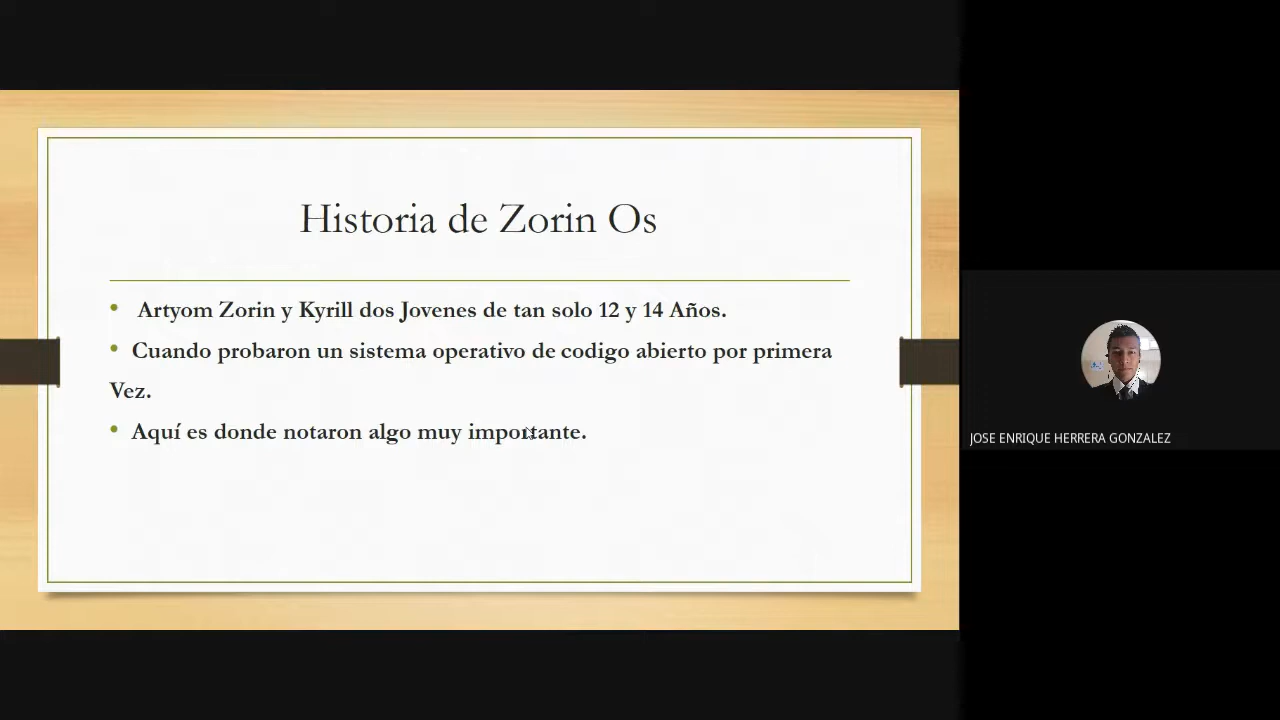 Historia de Zorin Os
• Artyom Zorin y Kyrill dos Jovenes de tan solo 12 y 14 Años.
• Cuando probaron un sistema operativo de codigo abierto por primera
Vez.
• Aquí es donde notaron algo muy importante.
JOSE ENRIQUE HERRERA GONZALEZ